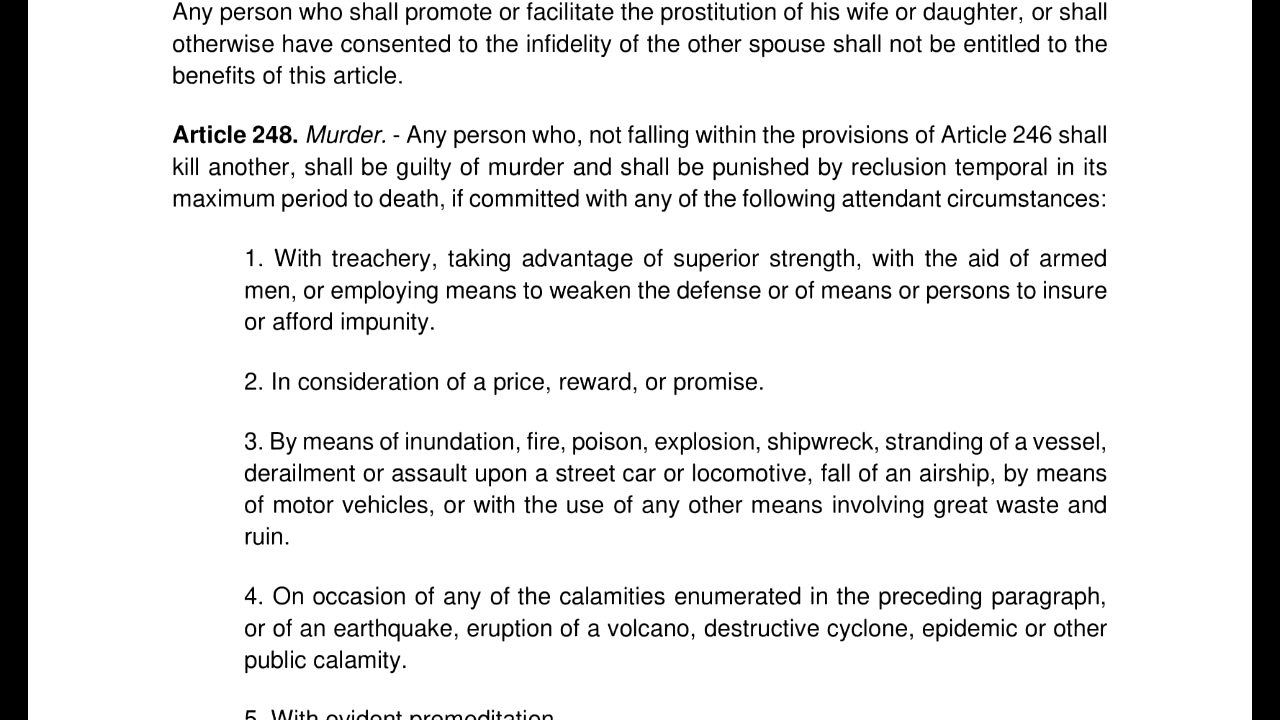 Any person who shall promote or facilitate the prostitution of his wife or daughter, or shall
otherwise have consented to the infidelity of the other spouse shall not be entitled to the
benefits of this article.
Article 248. Murder. - Any person who, not falling within the provisions of Article 246 shall
kill another, shall be guilty of murder and shall be punished by reclusion temporal in its
maximum period to death, if committed with any of the following attendant circumstances:
1. With treachery, taking advantage of superior strength, with the aid of armed
men, or employing means to weaken the defense or of means or persons to insure
or afford impunity.
2. In consideration of a price, reward, or promise.
3. By means of inundation, fire, poison, explosion, shipwreck, stranding of a vessel,
derailment or assault upon a street car or locomotive, fall of an airship, by means
of motor vehicles, or with the use of any other means involving great waste and
ruin.
4. On occasion of any of the calamities enumerated in the preceding paragraph,
or of an earthquake, eruption of a volcano, destructive cyclone, epidemic or other
public calamity.
5. With evident premeditation